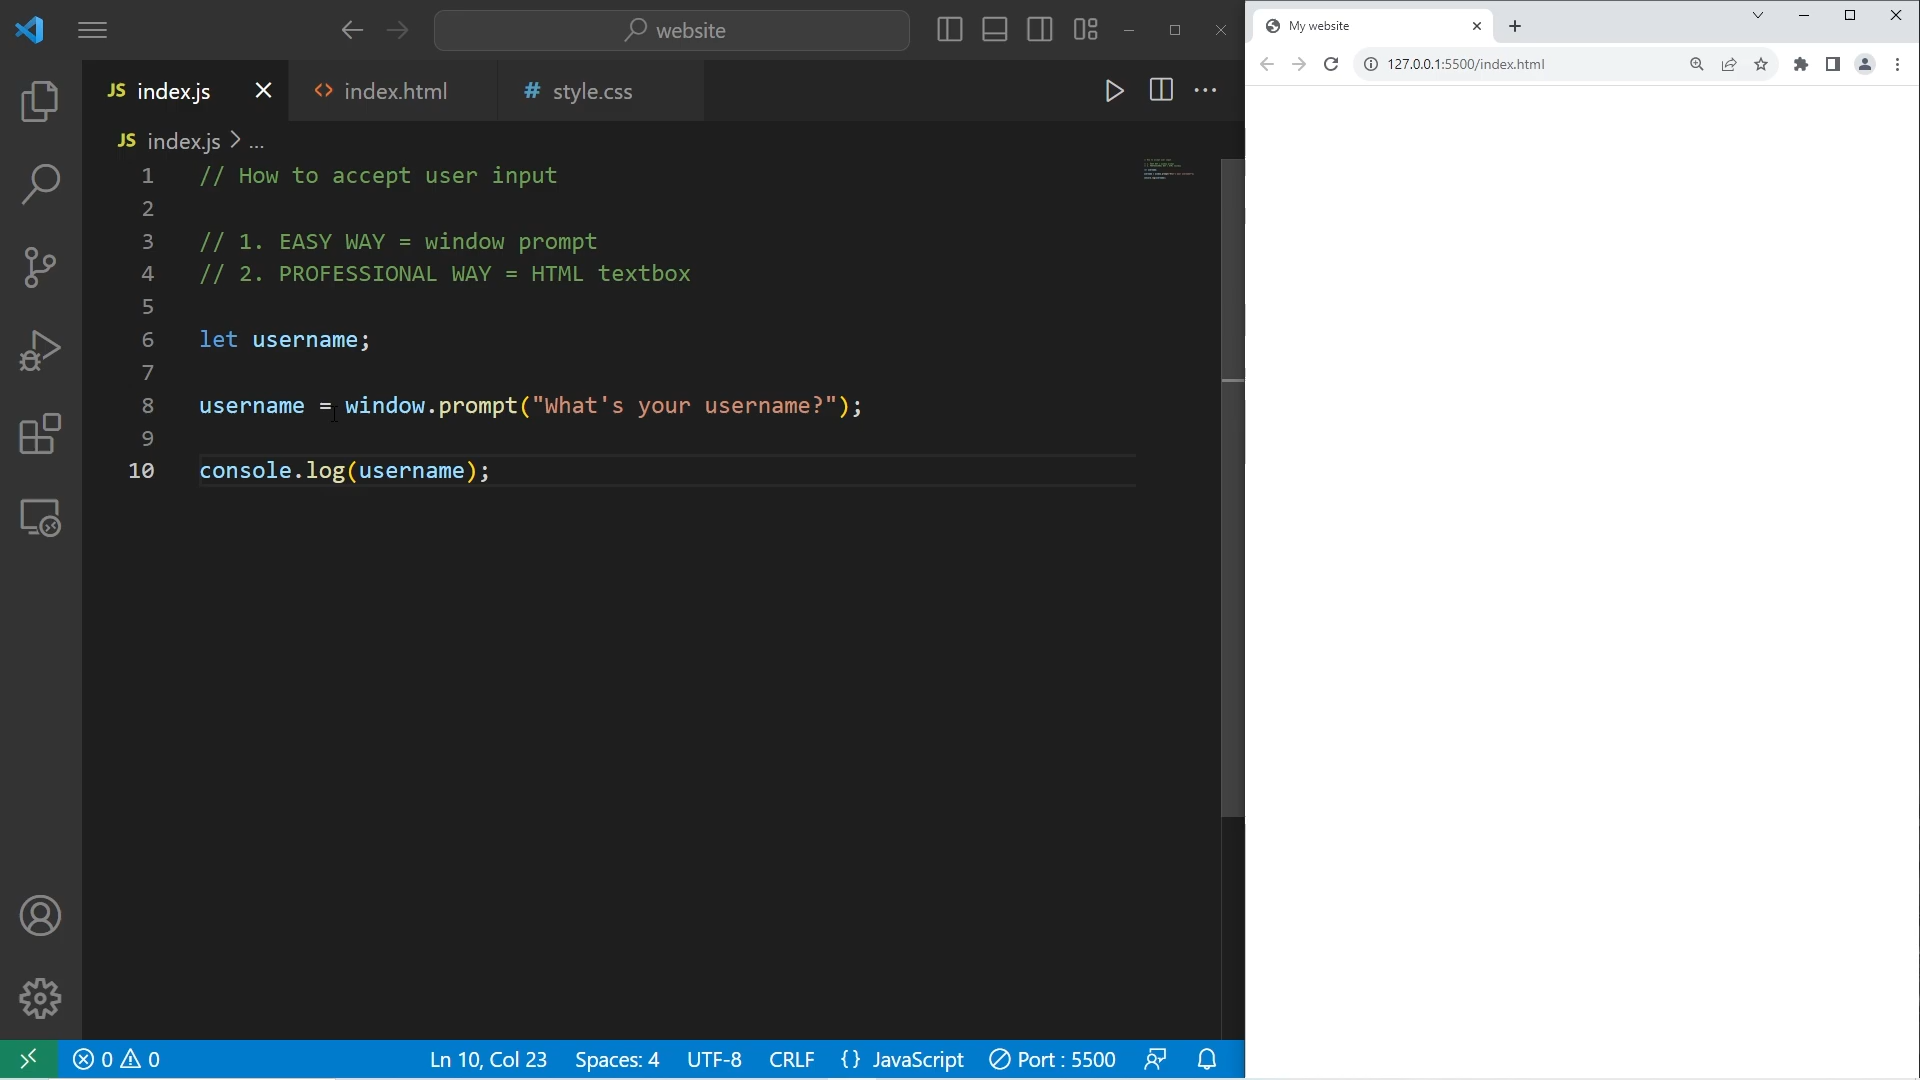 website
My website
127.0.0.1:5500/index.html
JS index.js
<> index.html
# style.css
JS index.js > ...
1 // How to accept user input
2
3 // 1. EASY WAY = window prompt
4 // 2. PROFESSIONAL WAY = HTML textbox
5
6 let username;
7
8 username = window.prompt("What's your username?");
9
10 console.log(username);
0 0
Ln 10, Col 23
Spaces: 4
UTF-8
CRLF
{} JavaScript
Port : 5500